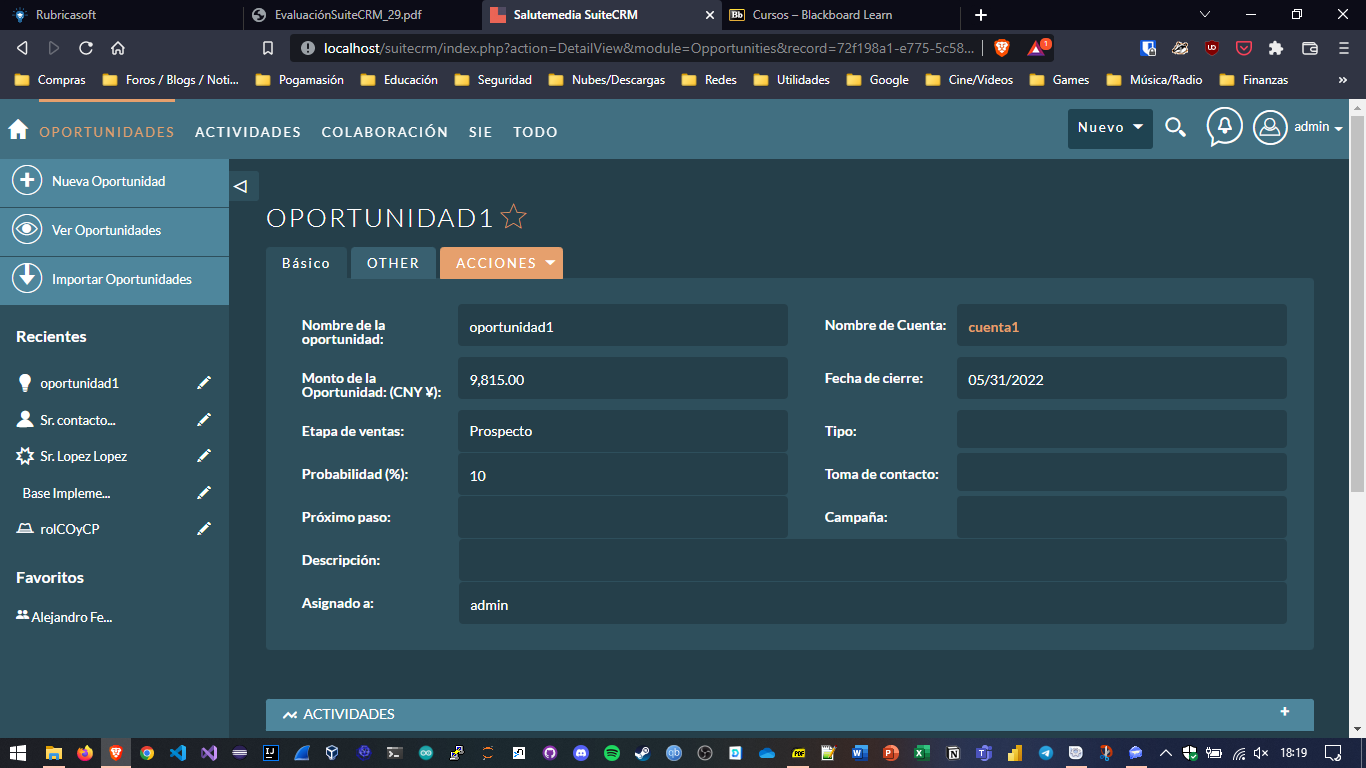 Rubricasoft
EvaluaciónSuiteCRM_29.pdf
Salutemedia SuiteCRM
Bb
Cursos – Blackboard Learn
localhost/suitecrm/index.php?action=DetailView&module=Opportunities&record=72f198a1-e775-5c58...
1
Compras
Foros / Blogs / Noti...
Pogamasión
Educación
Seguridad
Nubes/Descargas
Redes
Utilidades
Google
Cine/Videos
Games
Música/Radio
Finanzas
»
OPORTUNIDADES
ACTIVIDADES
COLABORACIÓN
SIE
TODO
Nuevo
admin
Nueva Oportunidad
Ver Oportunidades
Importar Oportunidades
Recientes
oportunidad1
Sr. contacto...
Sr. Lopez Lopez
Base Impleme...
rolCOyCP
Favoritos
Alejandro Fe...
OPORTUNIDAD1
Básico
OTHER
ACCIONES
Nombre de la
oportunidad:
oportunidad1
Nombre de Cuenta:
cuenta1
Monto de la
Oportunidad: (CNY ¥):
9,815.00
Fecha de cierre:
05/31/2022
Etapa de ventas:
Prospecto
Tipo:
Probabilidad (%):
10
Toma de contacto:
Próximo paso:
Campaña:
Descripción:
Asignado a:
admin
ACTIVIDADES
+
18:19